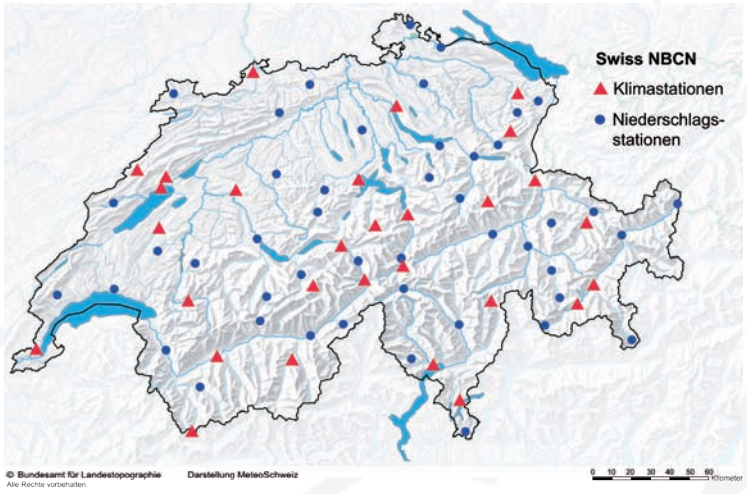 Swiss NBCN
Klimastationen
Niederschlags-
stationen
© Bundesamt für Landestopographie Darstellung MeteoSchweiz
Alle Rechte vorbehalten.
0 10 20 30 40 50 60
Kilometer